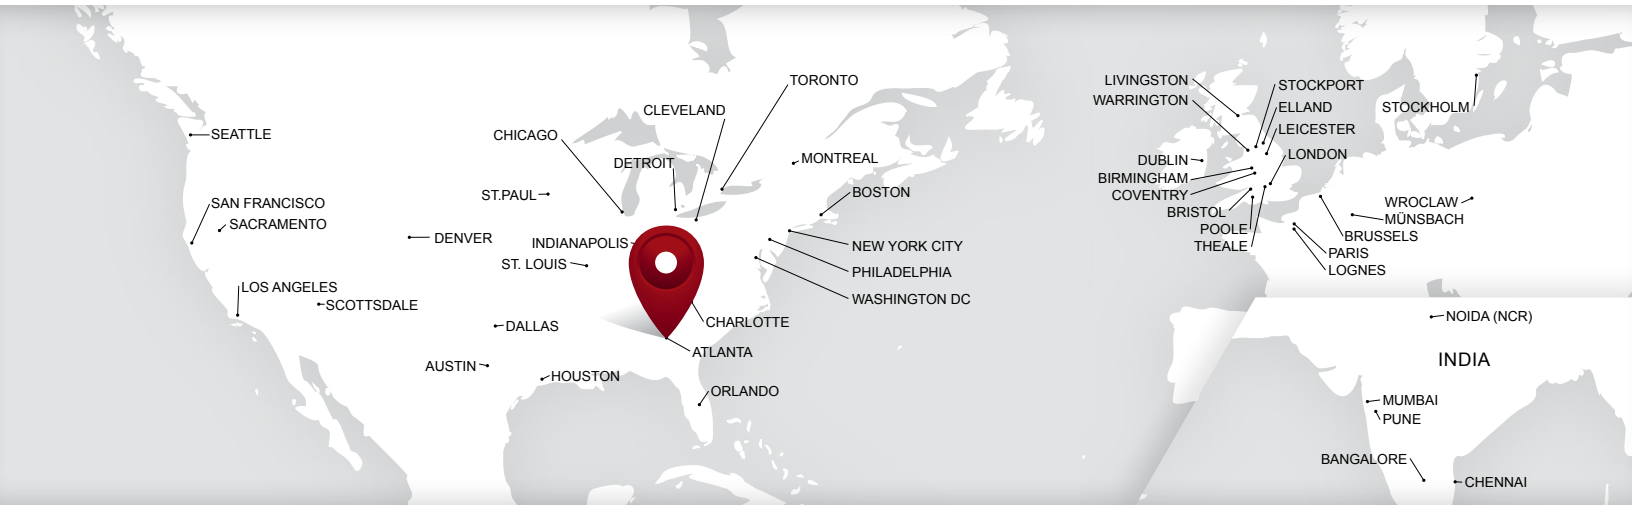 TORONTO
CLEVELAND
CHICAGO
SEATTLE
DETROIT
MONTREAL
ST.PAUL
BOSTON
SAN FRANCISCO
SACRAMENTO
DENVER
INDIANAPOLIS
NEW YORK CITY
ST. LOUIS
PHILADELPHIA
LOS ANGELES
WASHINGTON DC
SCOTTSDALE
CHARLOTTE
DALLAS
ATLANTA
AUSTIN
HOUSTON
ORLANDO
LIVINGSTON
STOCKPORT
WARRINGTON
ELLAND
STOCKHOLM
LEICESTER
LONDON
DUBLIN
BIRMINGHAM
COVENTRY
WROCLAW
BRISTOL
MÜNSBACH
POOLE
BRUSSELS
THEALE
PARIS
LOGNES
NOIDA (NCR)
INDIA
MUMBAI
PUNE
BANGALORE
CHENNAI